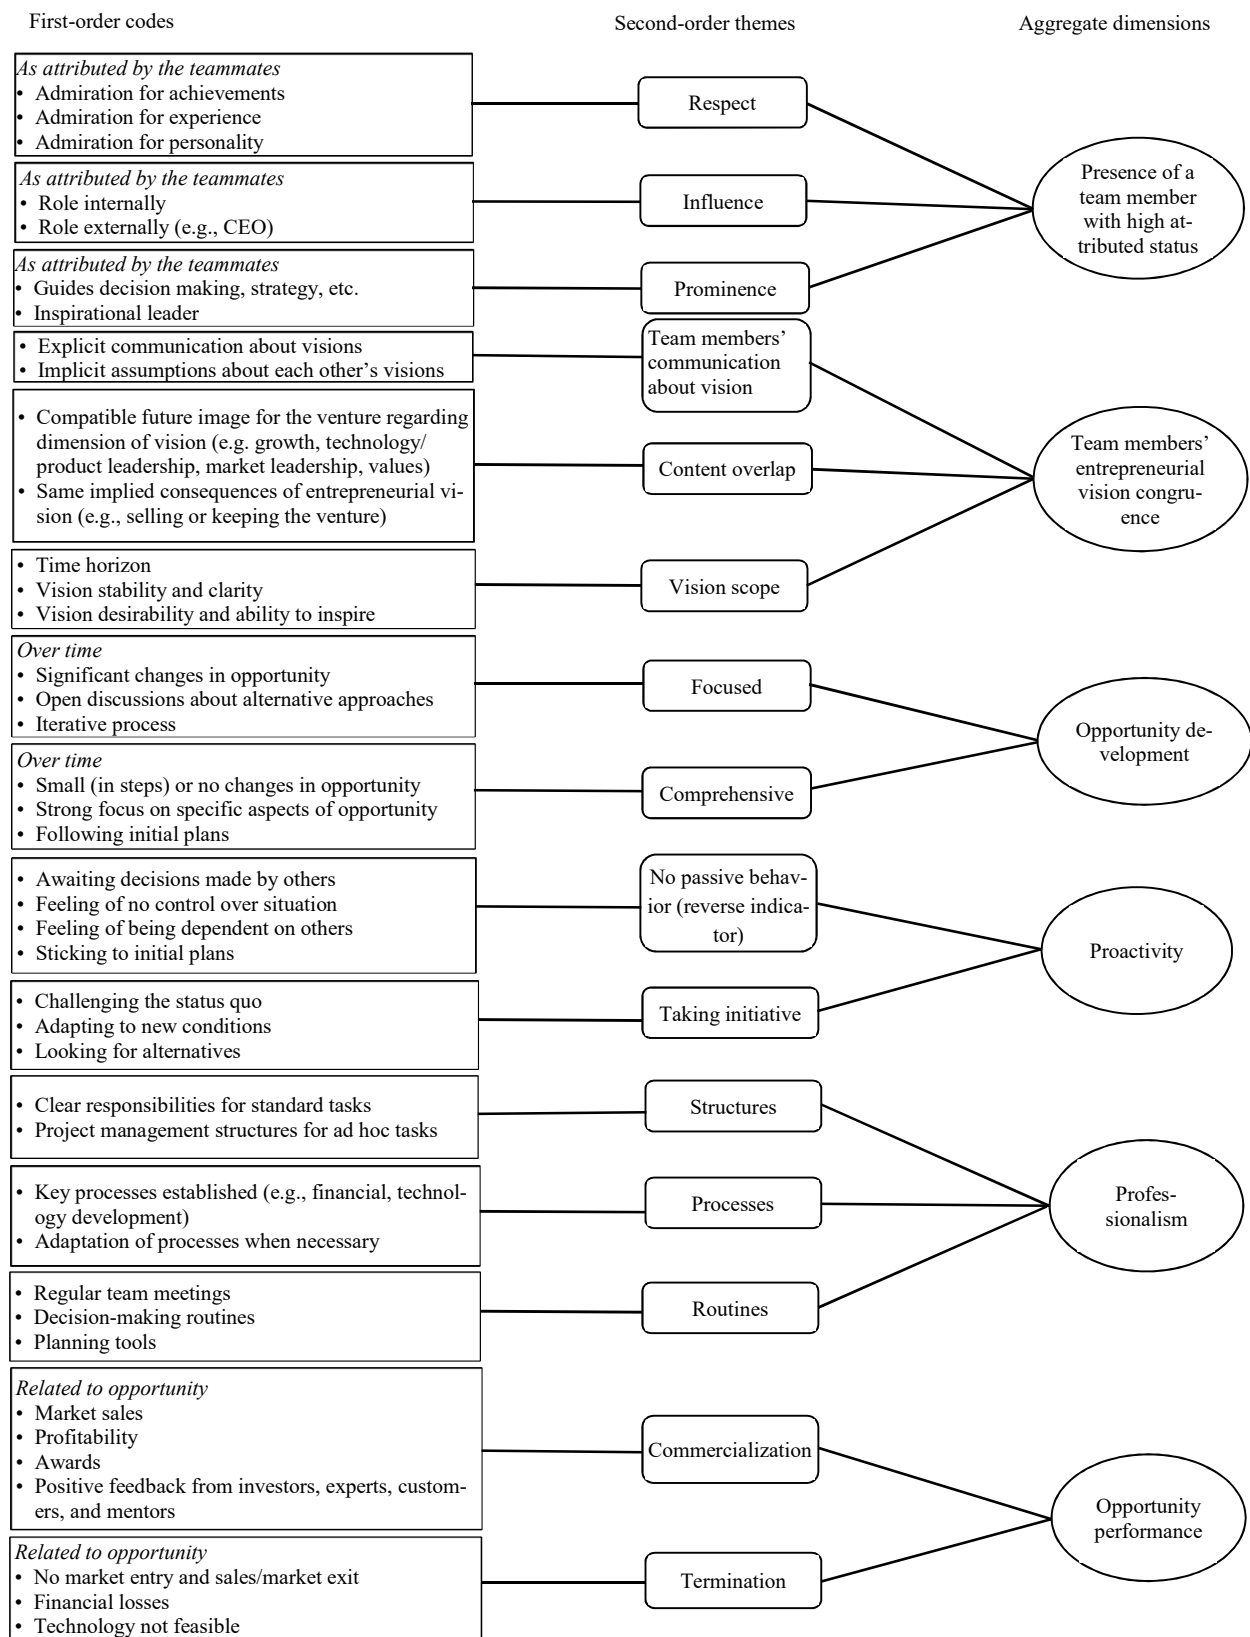 First-order codes
Second-order themes
Aggregate dimensions
As attributed by the teammates
• Admiration for achievements
• Admiration for experience
• Admiration for personality
Respect
As attributed by the teammates
• Role internally
• Role externally (e.g., CEO)
Influence
As attributed by the teammates
• Guides decision making, strategy, etc.
• Inspirational leader
Prominence
Presence of a
team member
with high at-
tributed status
• Explicit communication about visions
• Implicit assumptions about each other's visions
Team members'
communication
about vision
• Compatible future image for the venture regarding
dimension of vision (e.g. growth, technology/
product leadership, market leadership, values)
• Same implied consequences of entrepreneurial vi-
sion (e.g., selling or keeping the venture)
Content overlap
• Time horizon
• Vision stability and clarity
• Vision desirability and ability to inspire
Vision scope
Team members'
entrepreneurial
vision congru-
ence
Over time
• Significant changes in opportunity
• Open discussions about alternative approaches
• Iterative process
Focused
Over time
• Small (in steps) or no changes in opportunity
• Strong focus on specific aspects of opportunity
• Following initial plans
Comprehensive
Opportunity de-
velopment
• Awaiting decisions made by others
• Feeling of no control over situation
• Feeling of being dependent on others
• Sticking to initial plans
No passive behav-
ior (reverse indica-
tor)
• Challenging the status quo
• Adapting to new conditions
• Looking for alternatives
Taking initiative
Proactivity
• Clear responsibilities for standard tasks
• Project management structures for ad hoc tasks
Structures
• Key processes established (e.g., financial, technol-
ogy development)
• Adaptation of processes when necessary
Processes
• Regular team meetings
• Decision-making routines
• Planning tools
Routines
Profes-
sionalism
Related to opportunity
• Market sales
• Profitability
• Awards
• Positive feedback from investors, experts, custom-
ers, and mentors
Commercialization
Related to opportunity
• No market entry and sales/market exit
• Financial losses
• Technology not feasible
Termination
Opportunity
performance